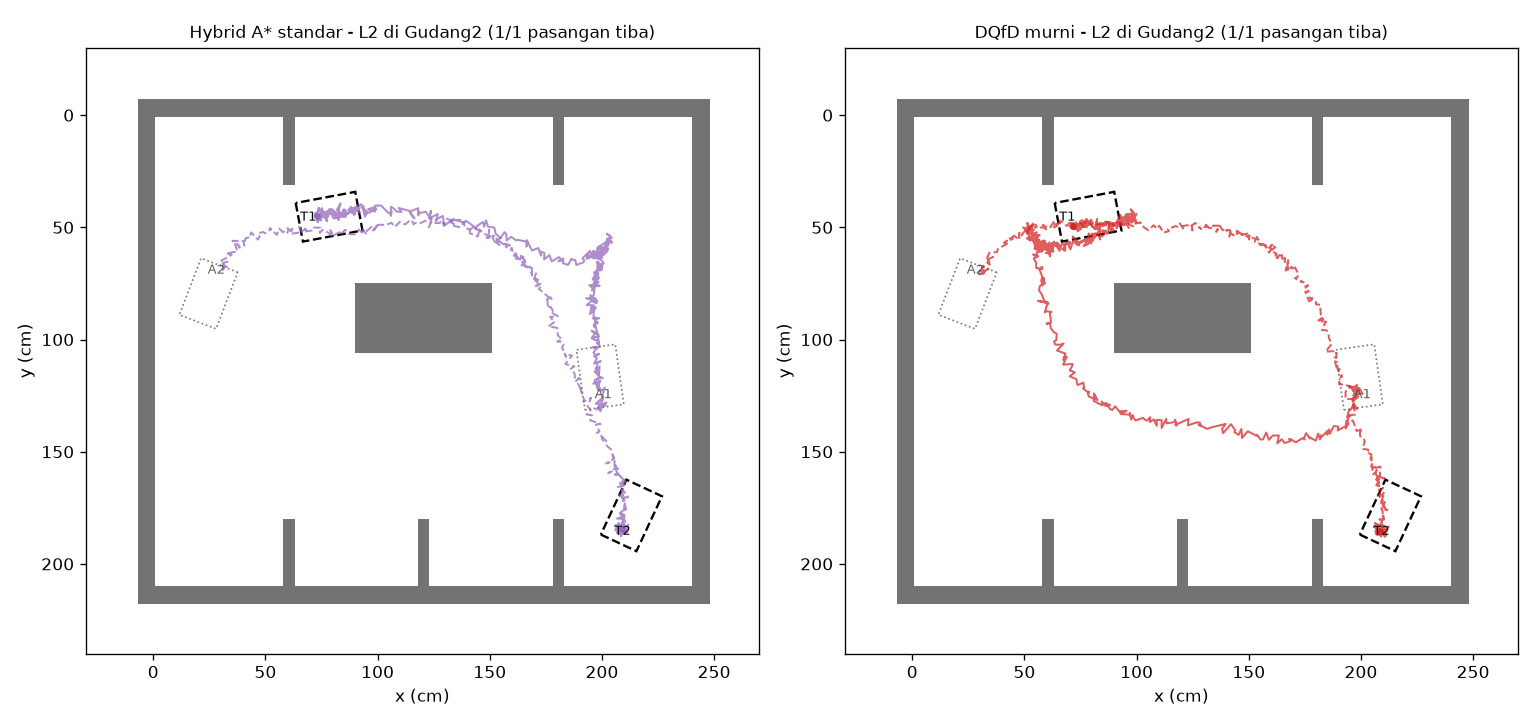 Hybrid A* standar - L2 di Gudang2 (1/1 pasangan tiba)
0
50
100
150
200
y (cm)
T1
A2
A1
T2
0
50
100
150
200
250
x (cm)
DQfD murni - L2 di Gudang2 (1/1 pasangan tiba)
0
50
100
150
200
y (cm)
T1
A2
A1
T2
0
50
100
150
200
250
x (cm)